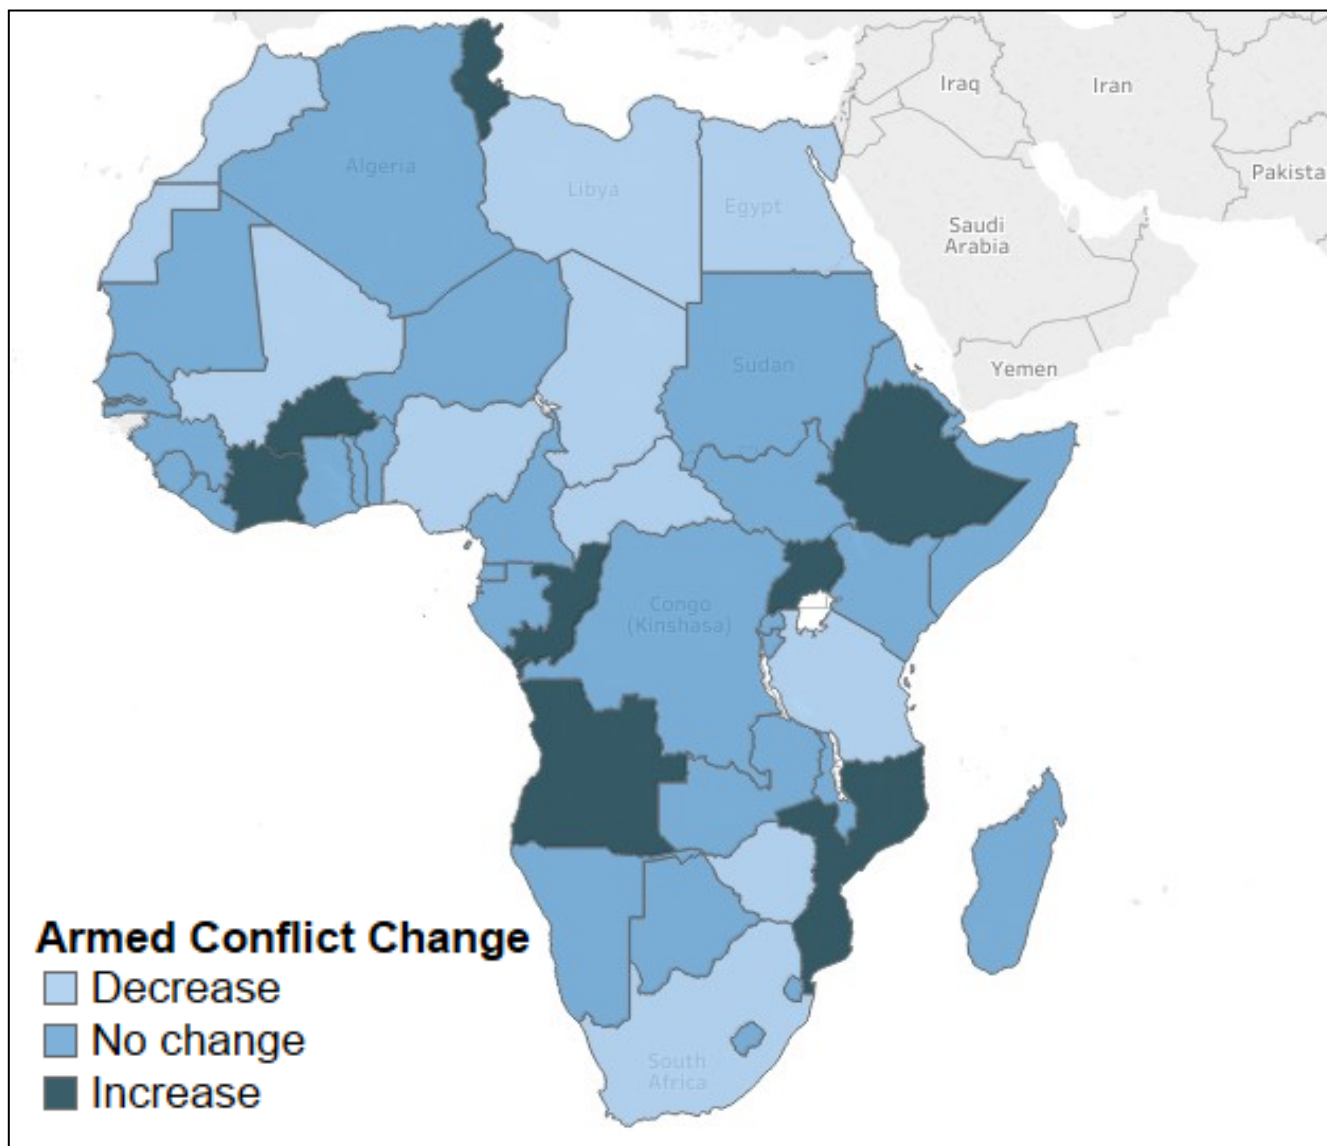 Iraq
Iran
Algeria
Libya
Egypt
Pakista
Saudi
Arabia
Sudan
Yemen
Congo
(Kinshasa)
Armed Conflict Change
Decrease
No change
Increase
South
Africa